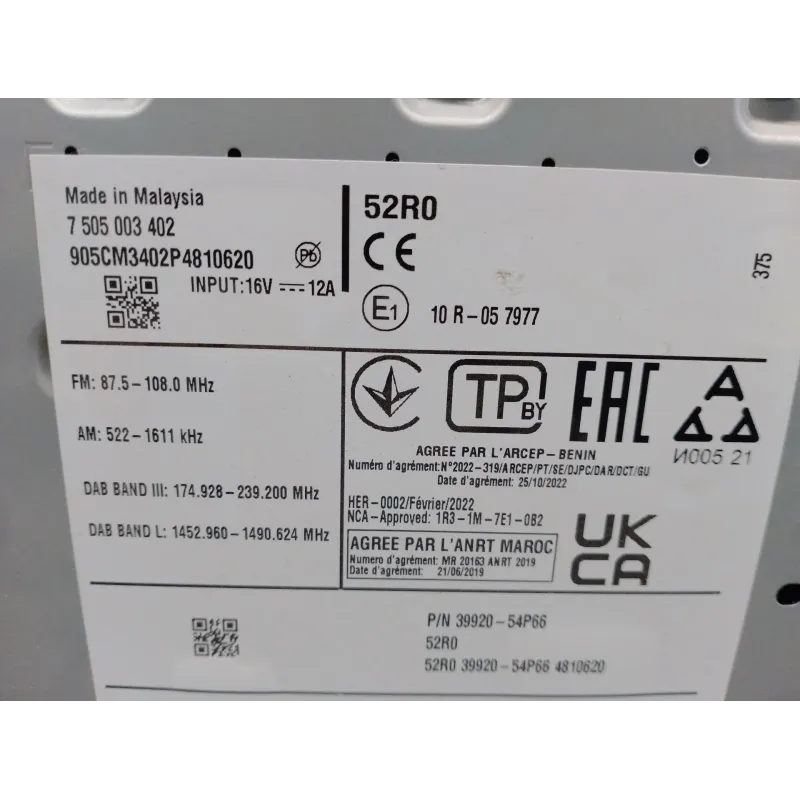 Made in Malaysia
7 505 003 402
905CM3402P4810620
Pb
INPUT:16V 12A
52R0
CE
E1
10 R-05 7977
375
FM: 87.5-108.0 MHz
AM: 522-1611 kHz
DAB BAND III: 174.928-239.200 MHz
DAB BAND L: 1452.960-1490.624 MHz
TP BY
EAC
И005 21
AGREE PAR L'ARCEP-BENIN
Numéro d'agrément:N°2022-319/ARCEP/PT/SE/DJPC/DAR/DCT/GU
Date d'agrément: 25/10/2022
HER-0002/Février/2022
NCA-Approved: 1R3-1M-7E1-0B2
AGREE PAR L'ANRT MAROC
Numéro d'agrément: MR 20163 ANRT 2019
Date d'agrément: 21/06/2019
UK
CA
P/N 39920-54P66
52R0
52R0 39920-54P66 4810620